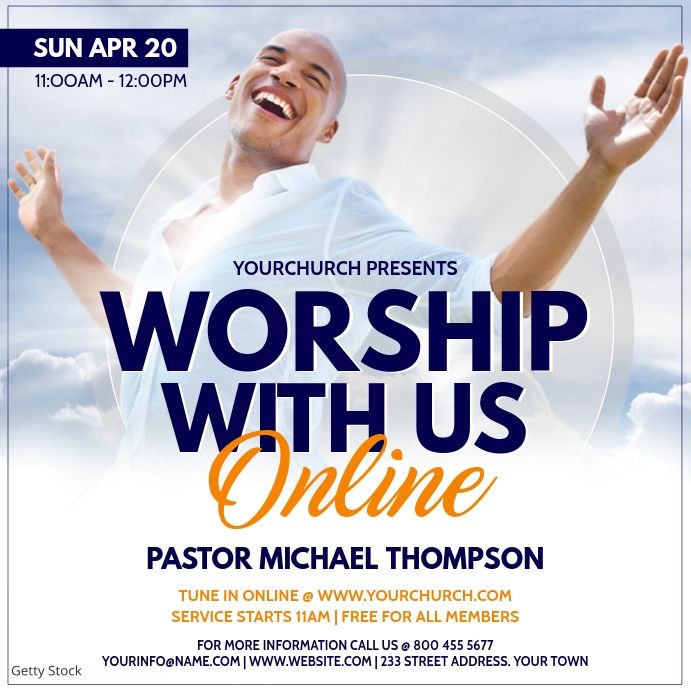 SUN APR 20
11:00AM - 12:00PM
YOURCHURCH PRESENTS
WORSHIP
WITH US
Online
PASTOR MICHAEL THOMPSON
TUNE IN ONLINE @ WWW.YOURCHURCH.COM
SERVICE STARTS 11AM | FREE FOR ALL MEMBERS
FOR MORE INFORMATION CALL US @ 800 455 5677
YOURINFO@NAME.COM | WWW.WEBSITE.COM | 233 STREET ADDRESS. YOUR TOWN
Getty Stock